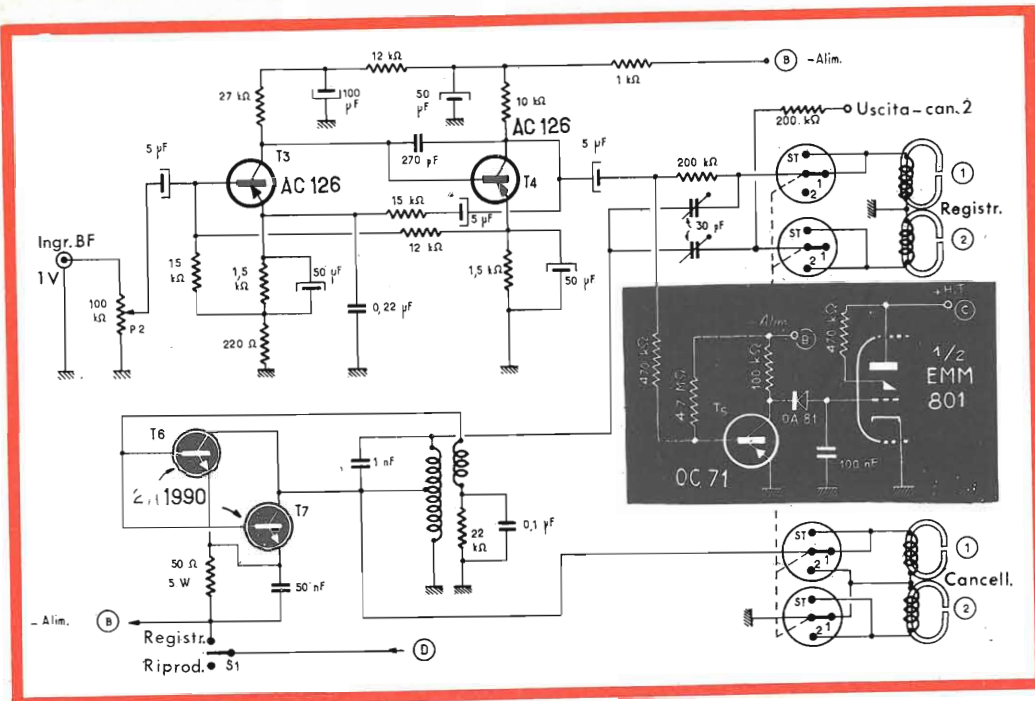 12 kΩ
B -Alim.
27 kΩ
100 µF
50 µF
10 kΩ
1 kΩ
AC 126
200. kΩ
Uscita-can.2
5 µF
T3
AC 126
270 pF
T4
5 µF
200 kΩ
ST
1
2
1
Registr.
15 kΩ
5 µF
12 kΩ
30 pF
ST
1
2
2
Ingr. BF
1V
100 kΩ
P2
15 kΩ
1,5 kΩ
50 µF
0,22 µF
1,5 kΩ
50 µF
220 Ω
470 kΩ
4,7 MΩ
-Alim.
B
100 kΩ
470 kΩ
+H.T.
C
1/2
EMM
801
OA 81
OC 71
100 nF
T6
1990
T7
1 nF
22 kΩ
0,1 µF
50 Ω
5 W
50 nF
ST
1
2
1
Cancell.
ST
1
2
2
- Alim. B
Registr.
Riprod. S1
D